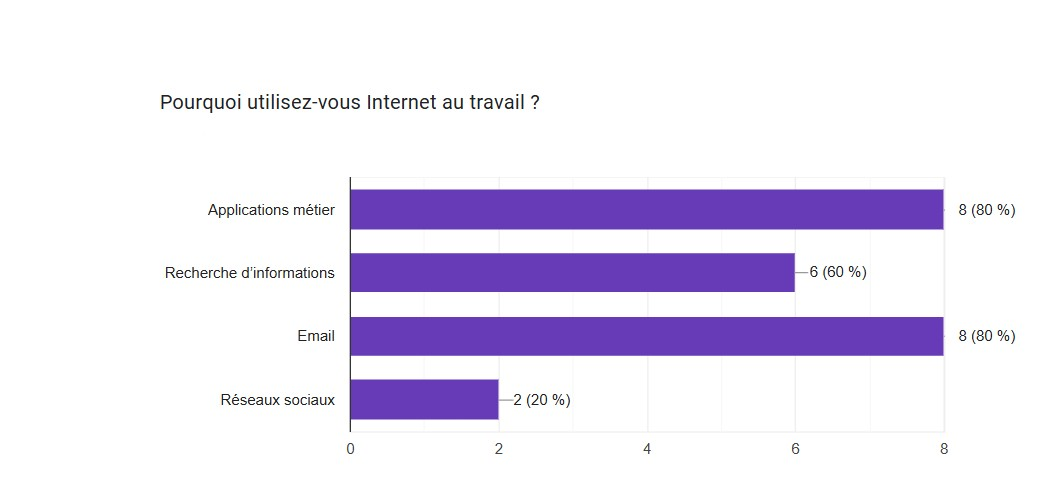 Pourquoi utilisez-vous Internet au travail ?
Applications métier
8 (80 %)
Recherche d’informations
6 (60 %)
Email
8 (80 %)
Réseaux sociaux
2 (20 %)
0 2 4 6 8